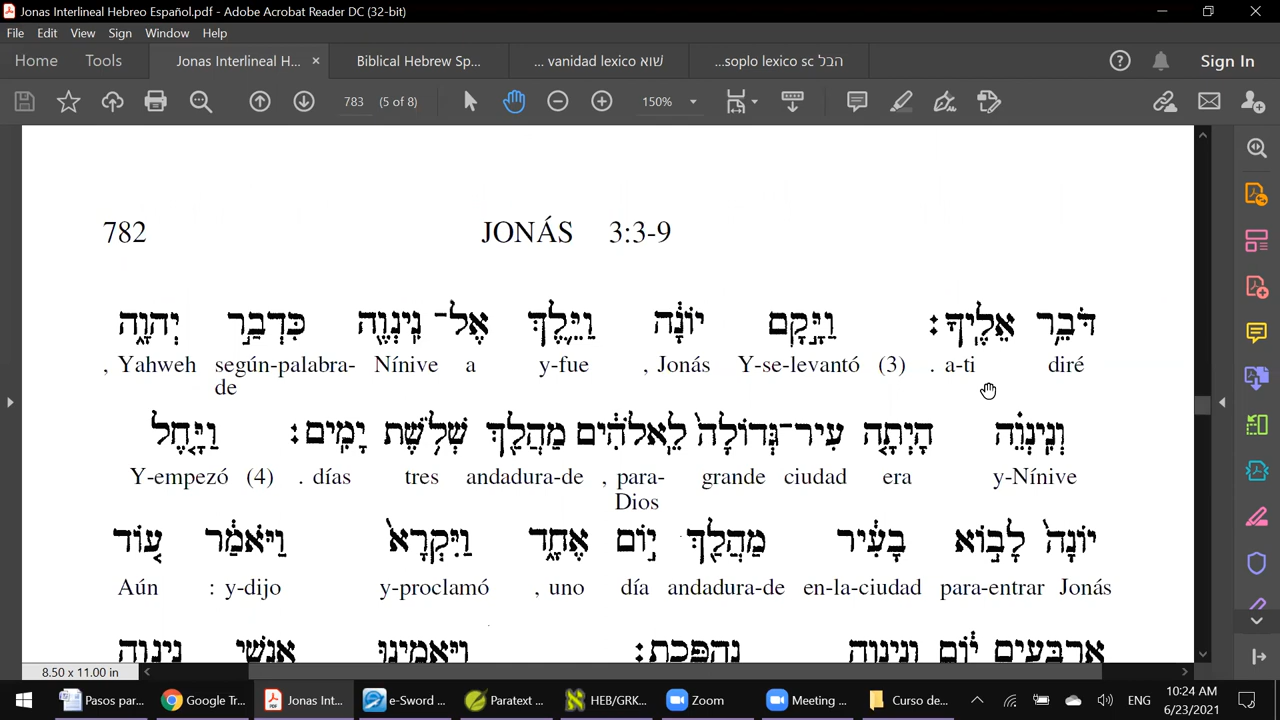 Jonas Interlineal Hebreo Español.pdf - Adobe Acrobat Reader DC (32-bit)
File Edit View Sign Window Help
Home Tools Jonas Interlineal H... × Biblical Hebrew Sp... ... vanidad lexico שוא ...soplo lexico sc הבל Sign In
783 (5 of 8) 150%
782 JONÁS 3:3-9
דֹּבֵ֥ר אֵלֶֽיךָ׃ וַיָּ֣קָם יוֹנָ֗ה וַיֵּ֛לֶךְ אֶל־ נִֽינְוֶ֖ה כִּדְבַ֣ר יְהוָ֑ה
, Yahweh según-palabra- Nínive a y-fue , Jonás Y-se-levantó (3) . a-ti diré
de
וְנִֽינְוֵ֗ה הָיְתָ֤ה עִיר־גְּדוֹלָה֙ לֵֽאלֹהִ֔ים מַהֲלַ֖ךְ שְׁלֹ֥שֶׁת יָמִֽים׃ וַיָּ֤חֶל
Y-empezó (4) . días tres andadura-de , para- grande ciudad era y-Nínive
Dios
יוֹנָה֙ לָב֣וֹא בָעִ֔יר מַהֲלַ֖ךְ י֣וֹם אֶחָ֑ד וַיִּקְרָא֙ וַיֹּאמַ֔ר ע֚וֹד
Aún : y-dijo y-proclamó , uno día andadura-de en-la-ciudad para-entrar Jonás
אַרְבָּעִ֣ים י֔וֹם וְנִֽינְוֵ֖ה נֶהְפָּֽכֶת׃ וַֽיַּאֲמִ֛ינוּ אַנְשֵׁ֥י נִֽינְוֵ֖ה
8.50 x 11.00 in
Pasos par... Google Tr... Jonas Int... e-Sword ... Paratext ... HEB/GRK... Zoom Meeting ... Curso de... ENG 10:24 AM
6/23/2021